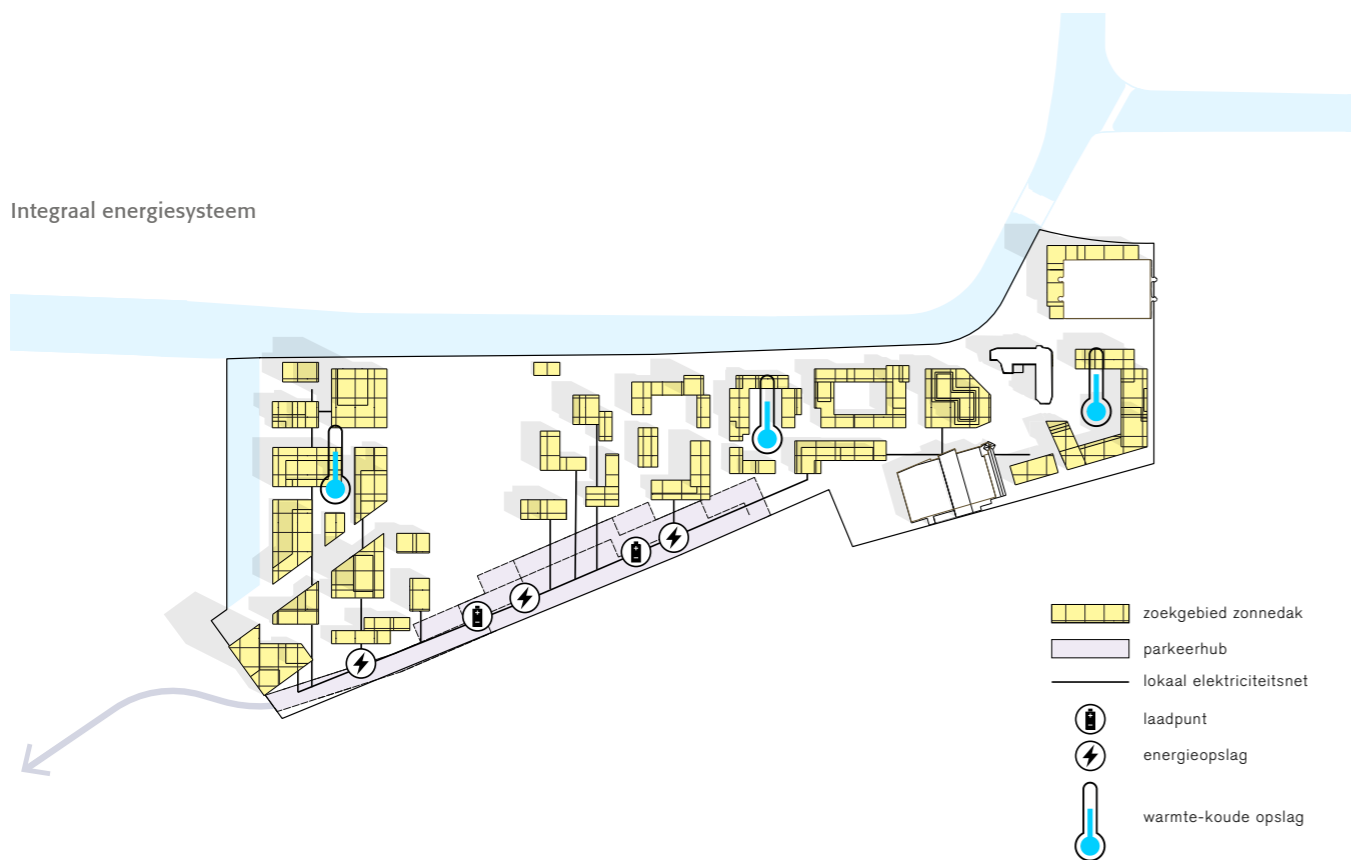 Integraal energiesysteem
zoekgebied zonnedak
parkeerhub
lokaal elektriciteitsnet
laadpunt
energieopslag
warmte-koude opslag